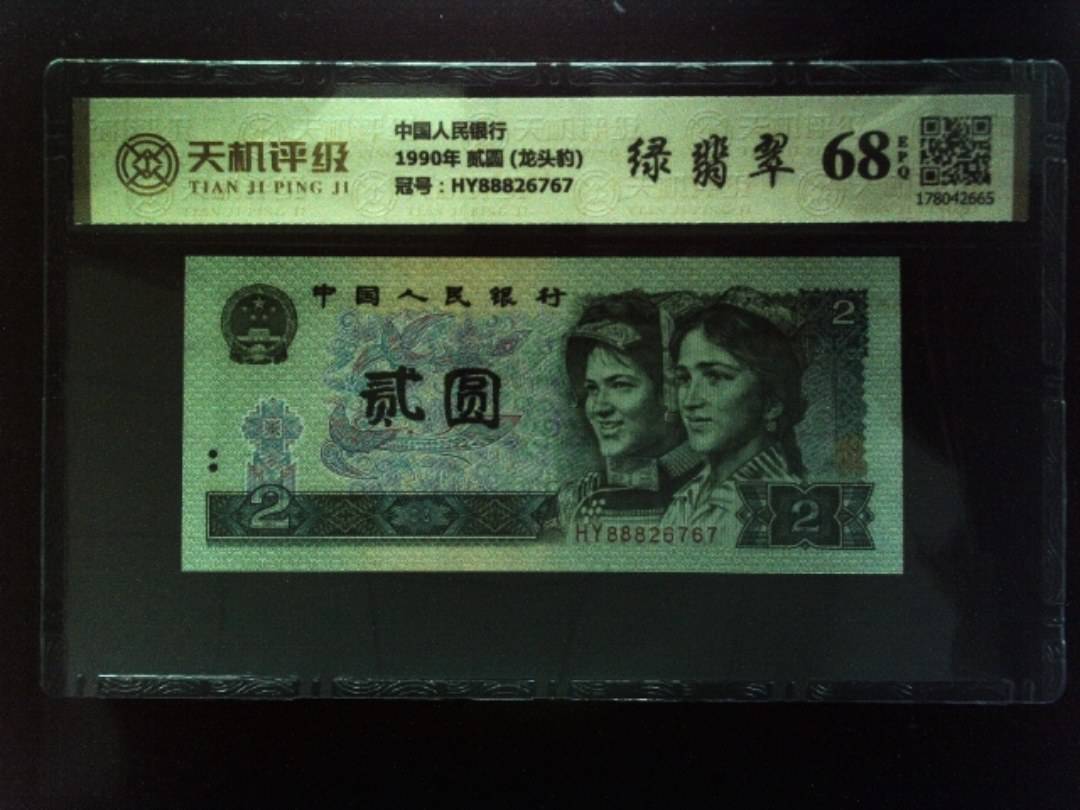 天机评级
TIAN JI PING JI
中国人民银行
1990年 贰圆 (龙头豹)
冠号：HY88826767
绿翡翠
68
EPQ
178042665
中国人民银行
2
贰圆
2
HY88826767
2